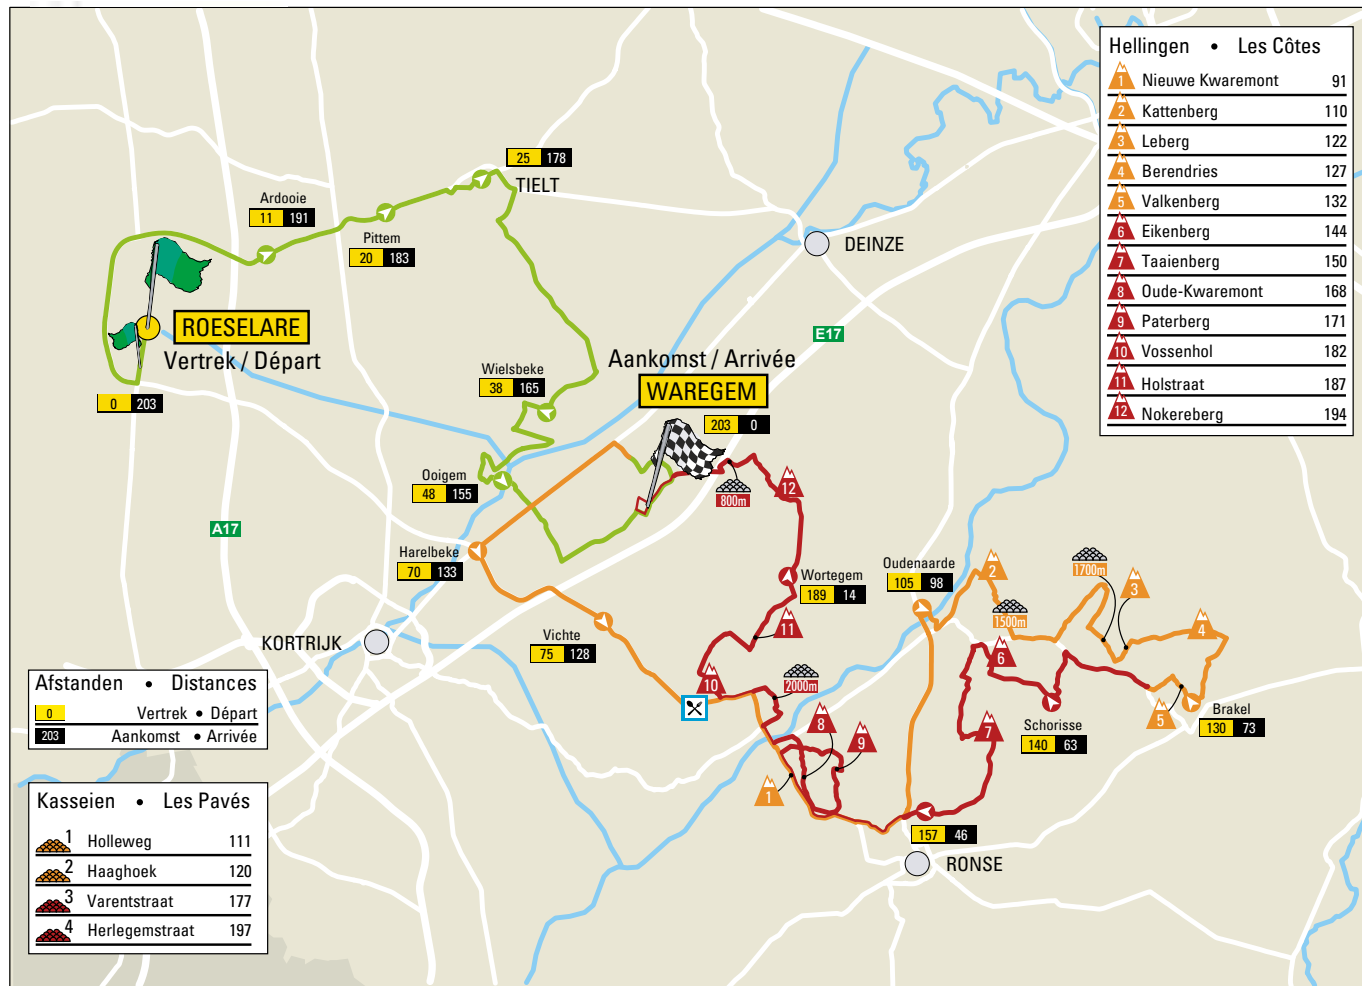 Hellingen • Les Côtes
1 Nieuwe Kwaremont 91
2 Kattenberg 110
3 Leberg 122
4 Berendries 127
5 Valkenberg 132
6 Eikenberg 144
7 Taaienberg 150
8 Oude-Kwaremont 168
9 Paterberg 171
10 Vossenhol 182
11 Holstraat 187
12 Nokereberg 194
25 178
TIELT
Ardooie
11 191
Pittem
20 183
DEINZE
ROESELARE
Vertrek / Départ
0 203
E17
Aankomst / Arrivée
WAREGEM
203 0
Wielsbeke
38 165
Ooigem
48 155
800m
12
A17
Harelbeke
70 133
Wortegem
189 14
Oudenaarde
105 98
2
1700m
3
1500m
4
KORTRIJK
Vichte
75 128
11
10
2000m
6
8
9
7
1
Schorisse
140 63
5
Brakel
130 73
157 46
RONSE
Afstanden • Distances
0 Vertrek • Départ
203 Aankomst • Arrivée
Kasseien • Les Pavés
1 Holleweg 111
2 Haaghoek 120
3 Varentstraat 177
4 Herlegemstraat 197